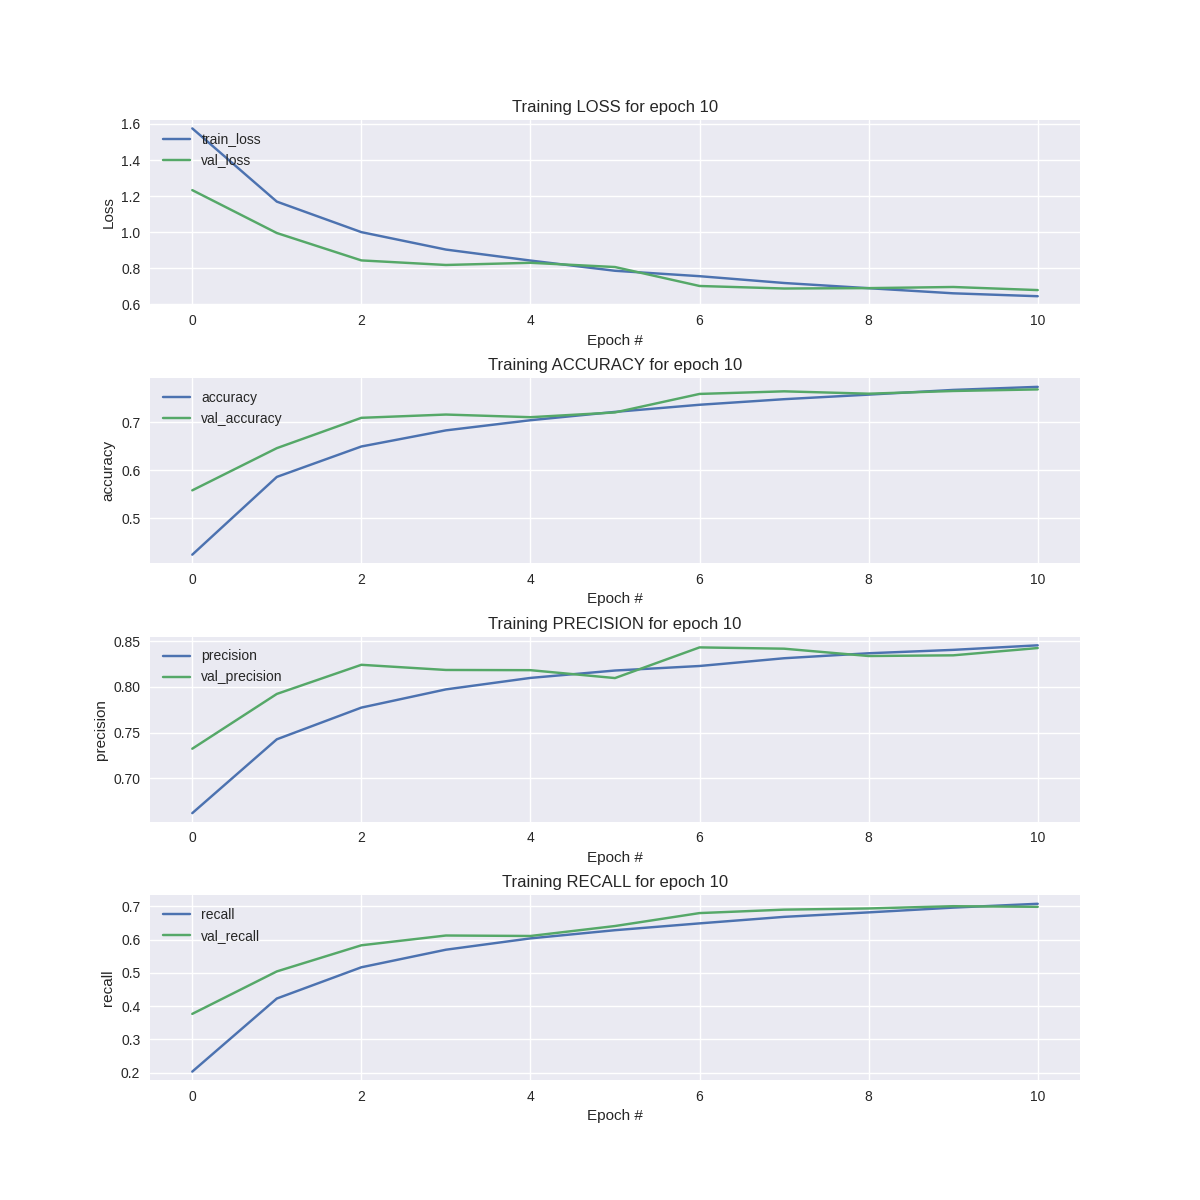 Training LOSS for epoch 10
1.6
1.4
1.2
1.0
0.8
0.6
Loss
train_loss
val_loss
0 2 4 6 8 10
Epoch #
Training ACCURACY for epoch 10
0.7
0.6
0.5
accuracy
accuracy
val_accuracy
0 2 4 6 8 10
Epoch #
Training PRECISION for epoch 10
0.85
0.80
0.75
0.70
precision
precision
val_precision
0 2 4 6 8 10
Epoch #
Training RECALL for epoch 10
0.7
0.6
0.5
0.4
0.3
0.2
recall
recall
val_recall
0 2 4 6 8 10
Epoch #